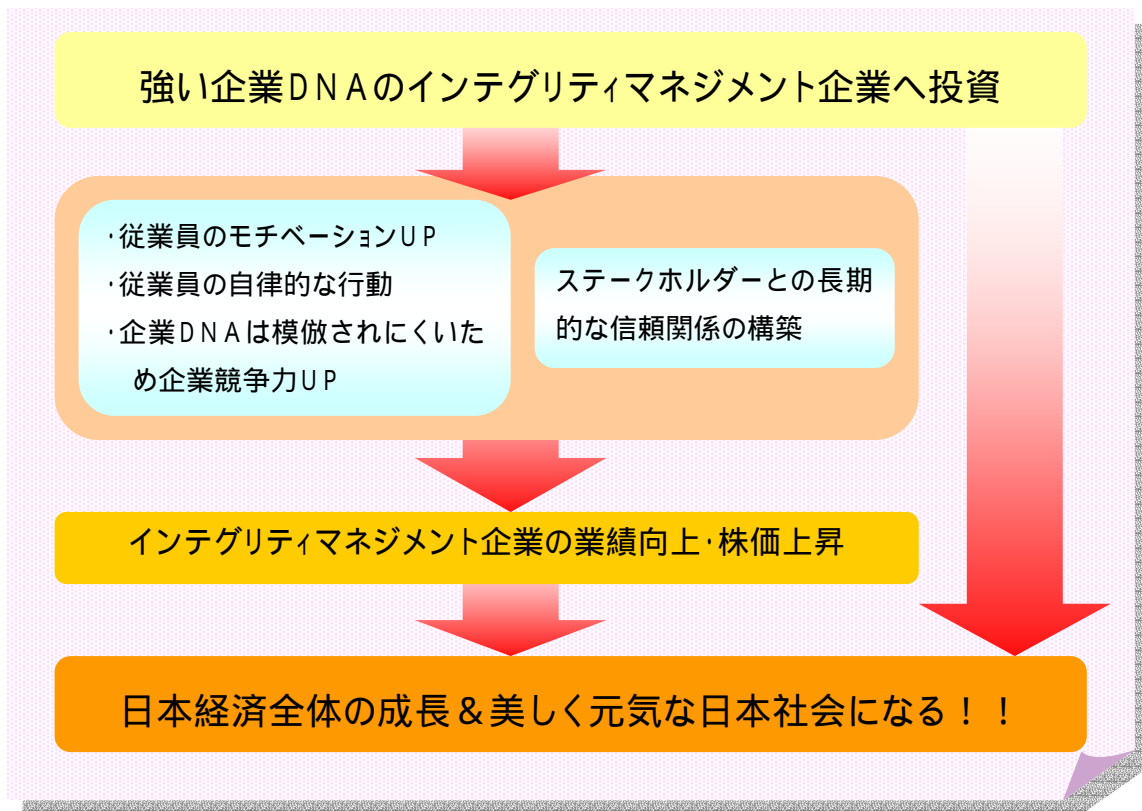 強い企業DNAのインテグリティマネジメント企業へ投資
・従業員のモチベーションUP
・従業員の自律的な行動
・企業DNAは模倣されにくいた
め企業競争力UP
ステークホルダーとの長期
的な信頼関係の構築
インテグリティマネジメント企業の業績向上・株価上昇
日本経済全体の成長＆美しく元気な日本社会になる！！